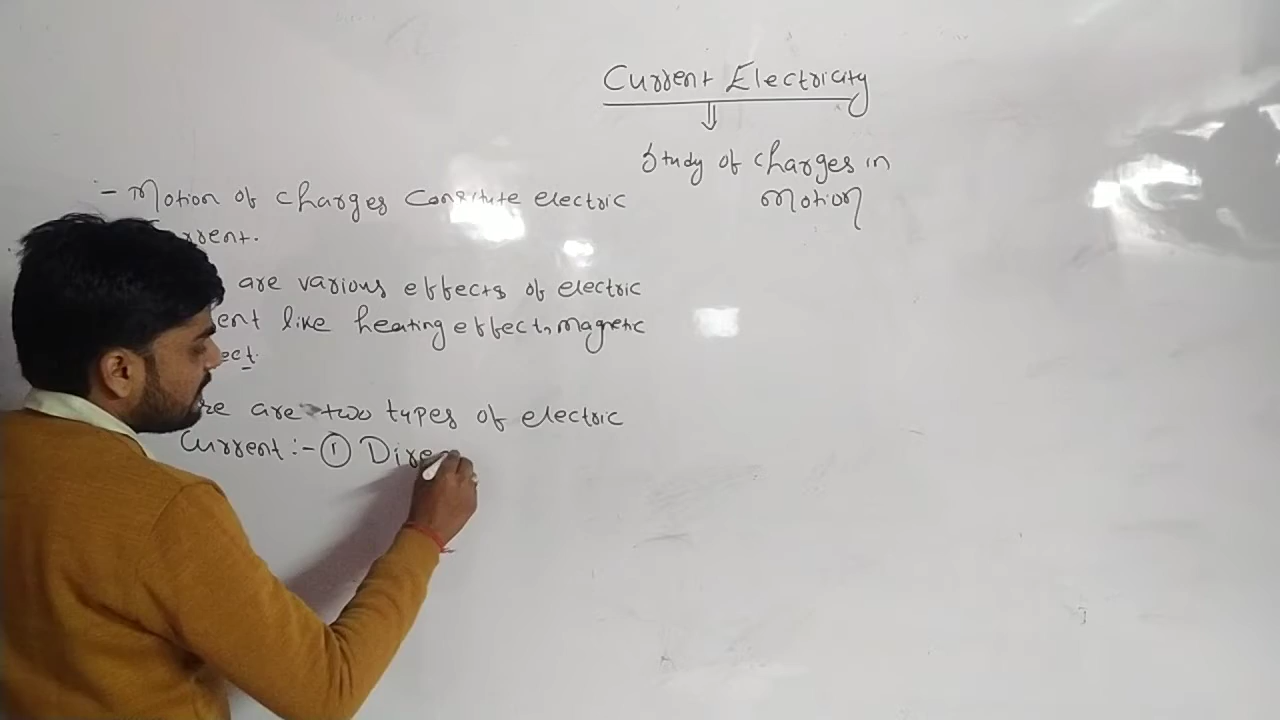 Current Electricity
⇓
Study of charges in
Motion
- Motion of charges Constitute electric
rrent.
are various effects of electric
ent like heating effect, magnetic
ect.
re are two types of electric
Current :- ① Dire